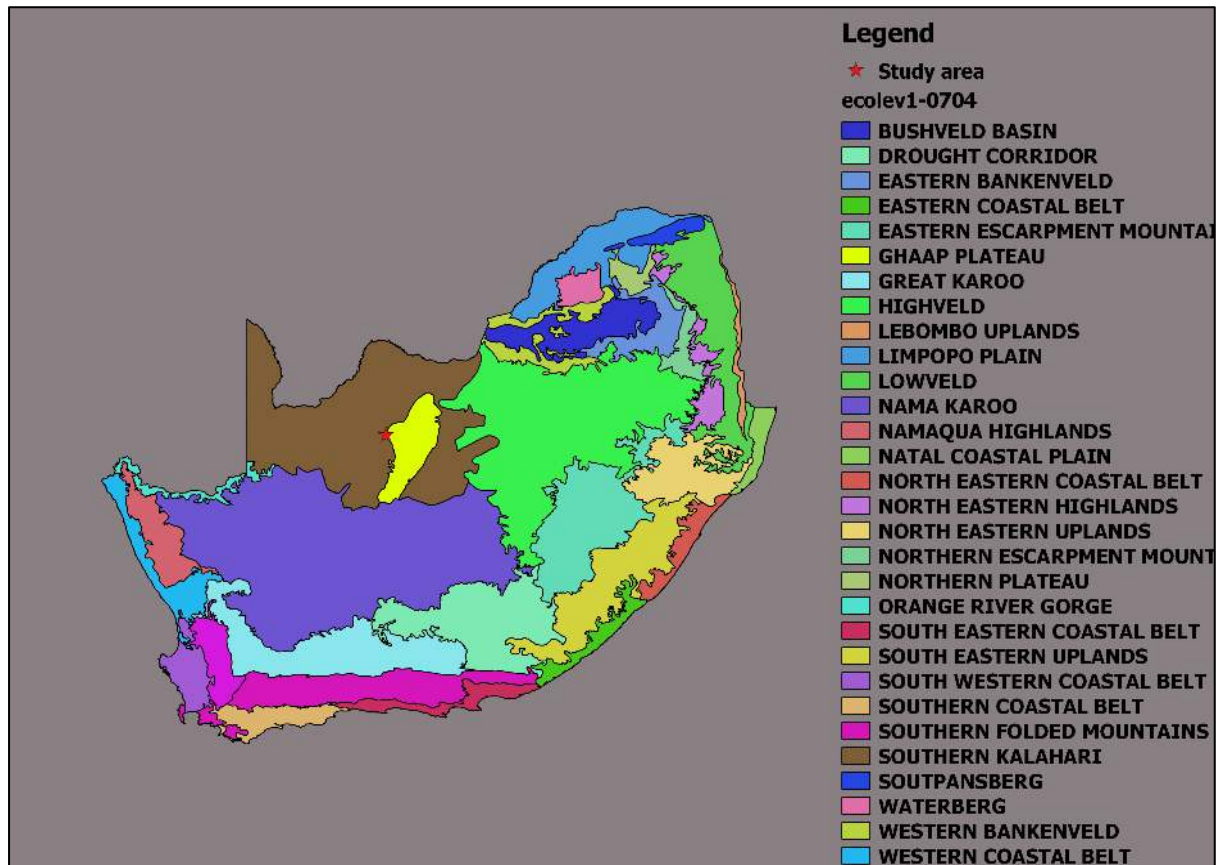 Legend
Study area
ecolev1-0704
BUSHVELD BASIN
DROUGHT CORRIDOR
EASTERN BANKENVELD
EASTERN COASTAL BELT
EASTERN ESCARPMENT MOUNTAI
GHAAP PLATEAU
GREAT KAROO
HIGHVELD
LEBOMBO UPLANDS
LIMPOPO PLAIN
LOWVELD
NAMA KAROO
NAMAQUA HIGHLANDS
NATAL COASTAL PLAIN
NORTH EASTERN COASTAL BELT
NORTH EASTERN HIGHLANDS
NORTH EASTERN UPLANDS
NORTHERN ESCARPMENT MOUNT
NORTHERN PLATEAU
ORANGE RIVER GORGE
SOUTH EASTERN COASTAL BELT
SOUTH EASTERN UPLANDS
SOUTH WESTERN COASTAL BELT
SOUTHERN COASTAL BELT
SOUTHERN FOLDED MOUNTAINS
SOUTHERN KALAHARI
SOUTPANSBERG
WATERBERG
WESTERN BANKENVELD
WESTERN COASTAL BELT